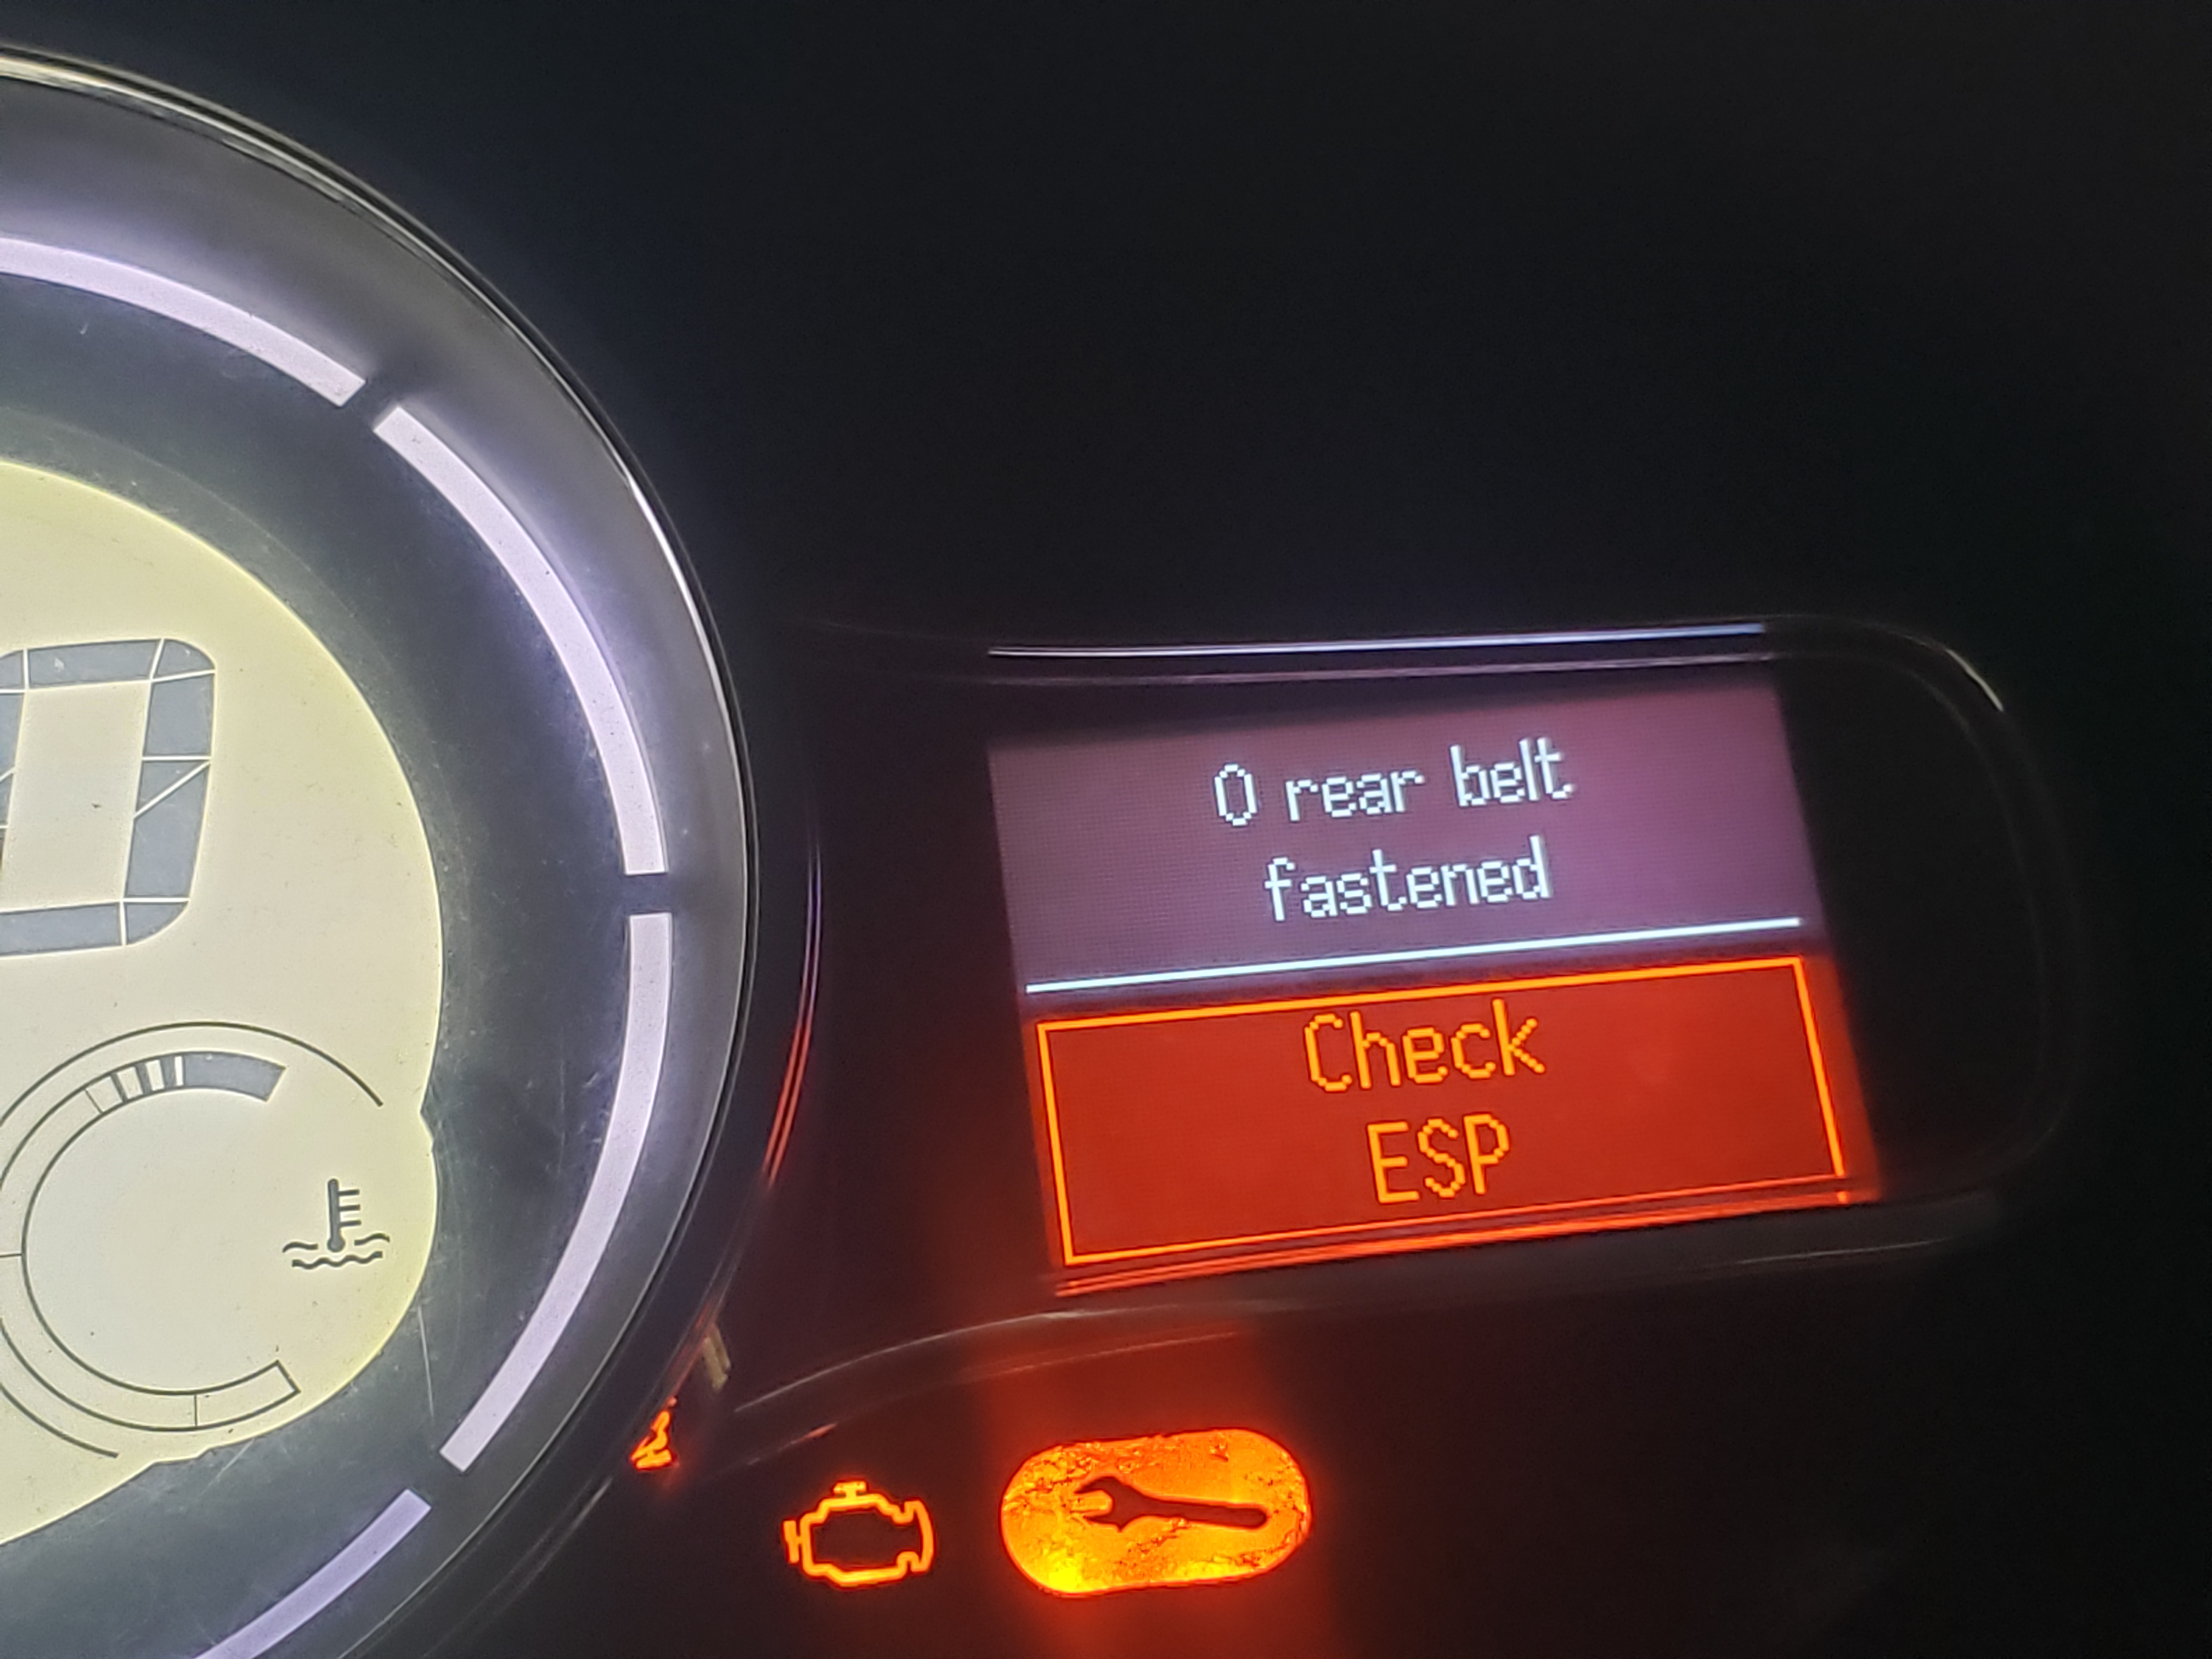 0 rear belt
fastened
Check
ESP